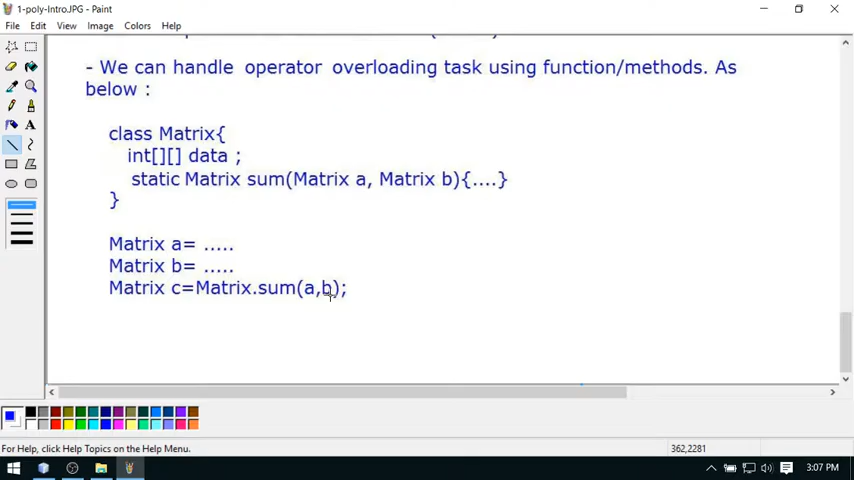 1-poly-Intro.JPG - Paint
File Edit View Image Colors Help
- We can handle operator overloading task using function/methods. As
below :
class Matrix{
int[][] data ;
static Matrix sum(Matrix a, Matrix b){....}
}
Matrix a= .....
Matrix b= .....
Matrix c=Matrix.sum(a,b);
For Help, click Help Topics on the Help Menu.
362,2281
3:07 PM